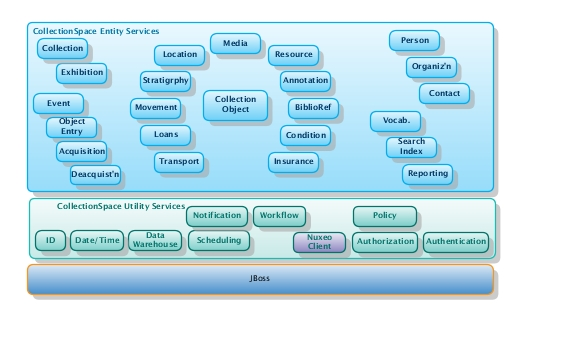 CollectionSpace Entity Services
Collection
Exhibition
Event
Object
Entry
Acquisition
Deacquist'n
Location
Stratigrphy
Movement
Loans
Transport
Media
Collection
Object
Resource
Annotation
BiblioRef
Condition
Insurance
Person
Organiz'n
Contact
Vocab.
Search
Index
Reporting
CollectionSpace Utility Services
Notification
Workflow
Policy
ID
Date/Time
Data
Warehouse
Scheduling
Nuxeo
Client
Authorization
Authentication
JBoss